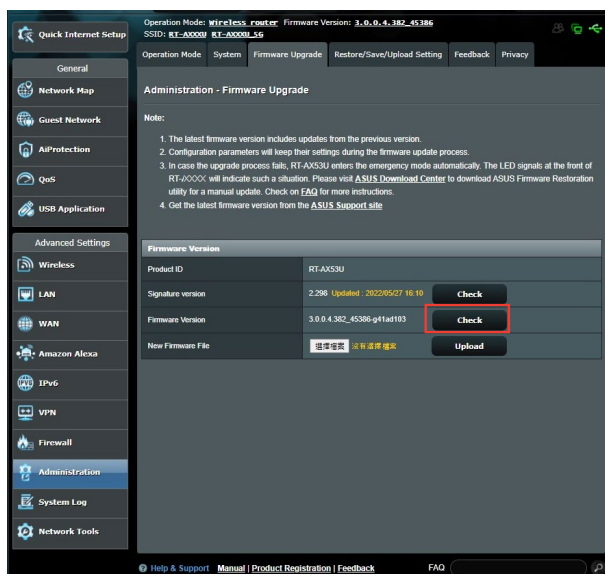 Quick Internet Setup
Operation Mode: Wireless router Firmware Version: 3.0.0.4.382_45386
SSID: RT-AXXXU RT-AXXXU_5G
Operation Mode System Firmware Upgrade Restore/Save/Upload Setting Feedback Privacy
General
Network Map
Guest Network
AiProtection
QoS
USB Application
Advanced Settings
Wireless
LAN
WAN
Amazon Alexa
IPv6
VPN
Firewall
Administration
System Log
Network Tools
Administration - Firmware Upgrade
Note:
1. The latest firmware version includes updates from the previous version.
2. Configuration parameters will keep their settings during the firmware update process.
3. In case the upgrade process fails, RT-AX53U enters the emergency mode automatically. The LED signals at the front of
RT-AXXXX will indicate such a situation. Please visit ASUS Download Center to download ASUS Firmware Restoration
utility for a manual update. Check on FAQ for more instructions.
4. Get the latest firmware version from the ASUS Support site
Firmware Version
Product ID RT-AX53U
Signature version 2.298 Updated : 2022/05/27 16:10 Check
Firmware Version 3.0.0.4.382_45386-g41ad103 Check
New Firmware File 選擇檔案 沒有選擇檔案 Upload
Help & Support Manual | Product Registration | Feedback FAQ